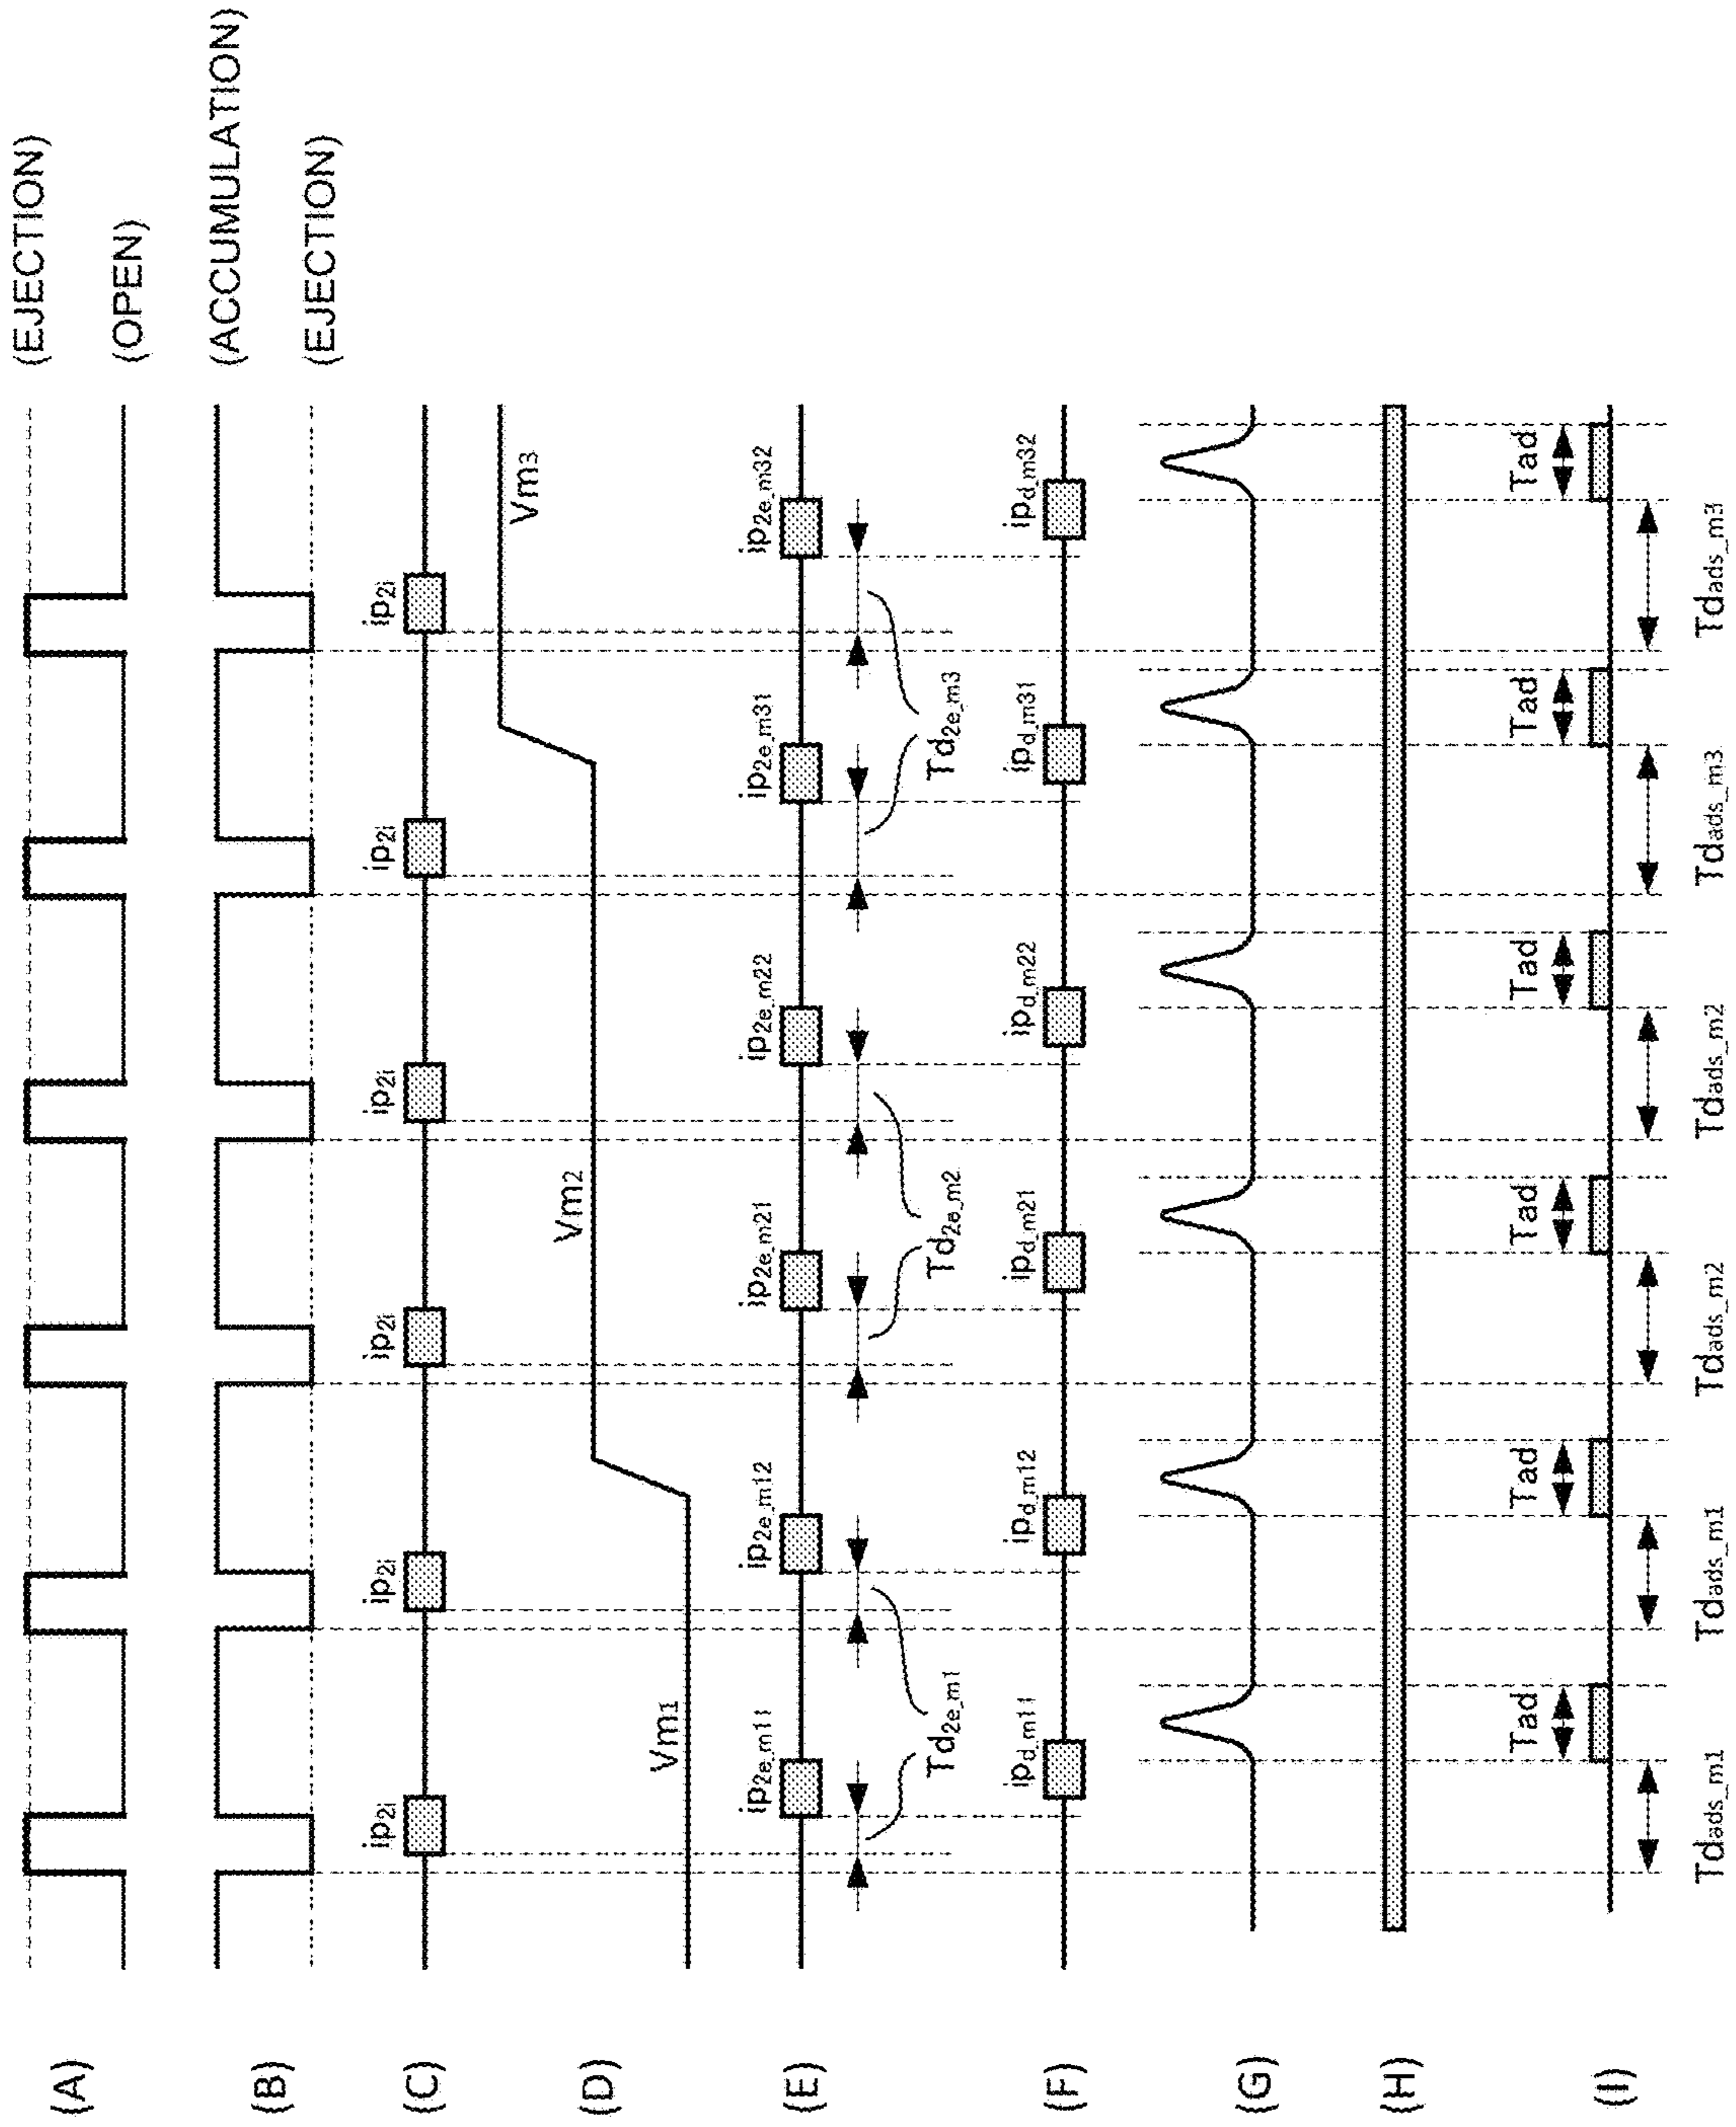 (A)
(EJECTION)
(OPEN)
(B)
(ACCUMULATION)
(EJECTION)
(C)
ip2i ip2i ip2i ip2i ip2i ip2i
(D)
Vm1 Vm2 Vm3
(E)
ip2e_m11 ip2e_m12 ip2e_m21 ip2e_m22 ip2e_m31 ip2e_m32
Td2e_m1 Td2e_m2 Td2e_m3
(F)
ipd_m11 ipd_m12 ipd_m21 ipd_m22 ipd_m31 ipd_m32
(G)
(H)
(I)
Tad Tad Tad Tad Tad Tad
Tdads_m1 Tdads_m1 Tdads_m2 Tdads_m2 Tdads_m3 Tdads_m3